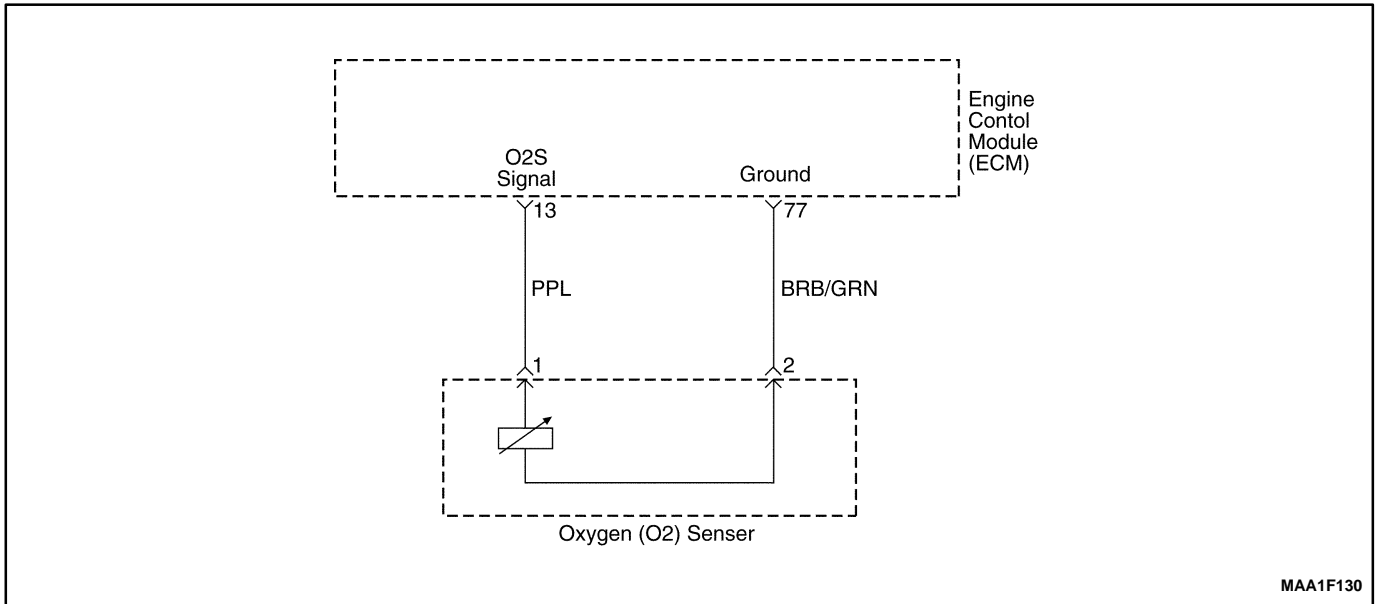 Engine
Contol
Module
(ECM)
O2S
Signal
Ground
13
77
PPL
BRB/GRN
1
2
Oxygen (O2) Senser
MAA1F130